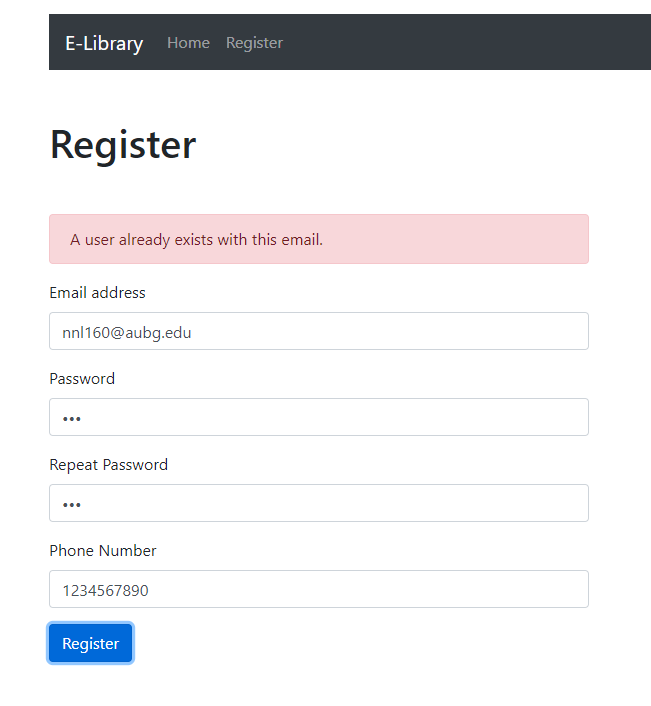 E-Library Home Register
Register
A user already exists with this email.
Email address
nnl160@aubg.edu
Password
•••
Repeat Password
•••
Phone Number
1234567890
Register